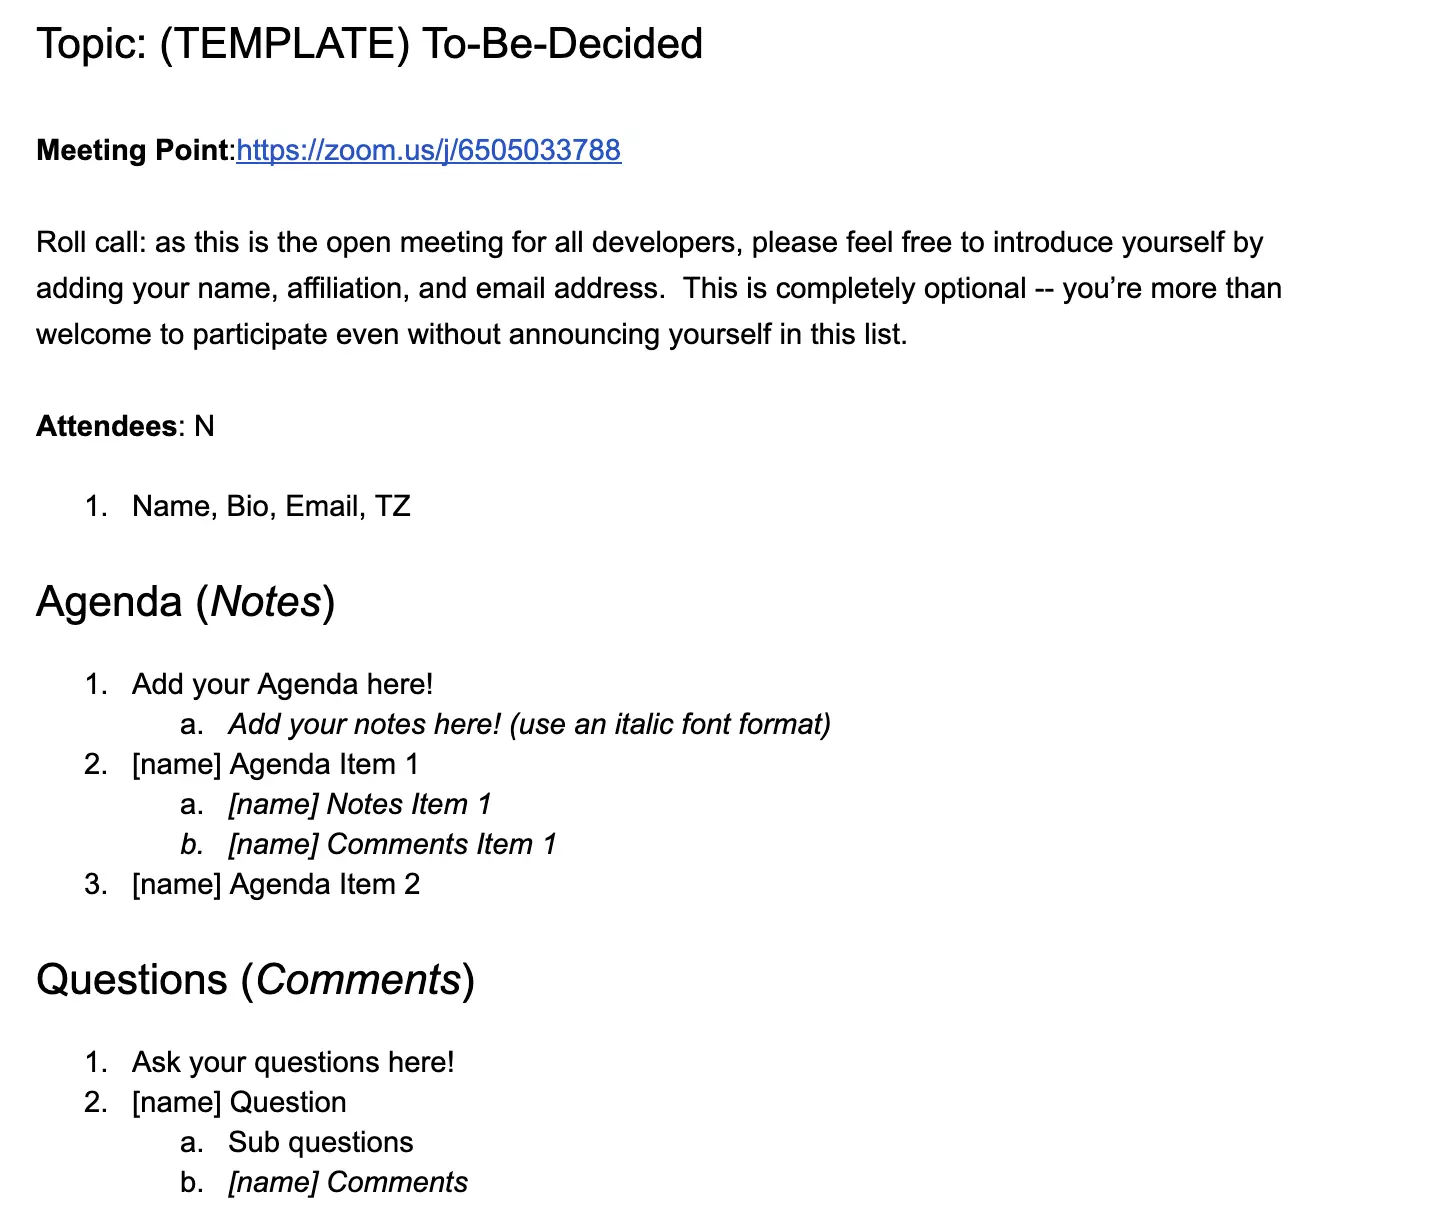 Topic: (TEMPLATE) To-Be-Decided
Meeting Point:https://zoom.us/j/6505033788
Roll call: as this is the open meeting for all developers, please feel free to introduce yourself by
adding your name, affiliation, and email address.  This is completely optional -- you’re more than
welcome to participate even without announcing yourself in this list.
Attendees: N
1. Name, Bio, Email, TZ
Agenda (Notes)
1. Add your Agenda here!
a. Add your notes here! (use an italic font format)
2. [name] Agenda Item 1
a. [name] Notes Item 1
b. [name] Comments Item 1
3. [name] Agenda Item 2
Questions (Comments)
1. Ask your questions here!
2. [name] Question
a. Sub questions
b. [name] Comments